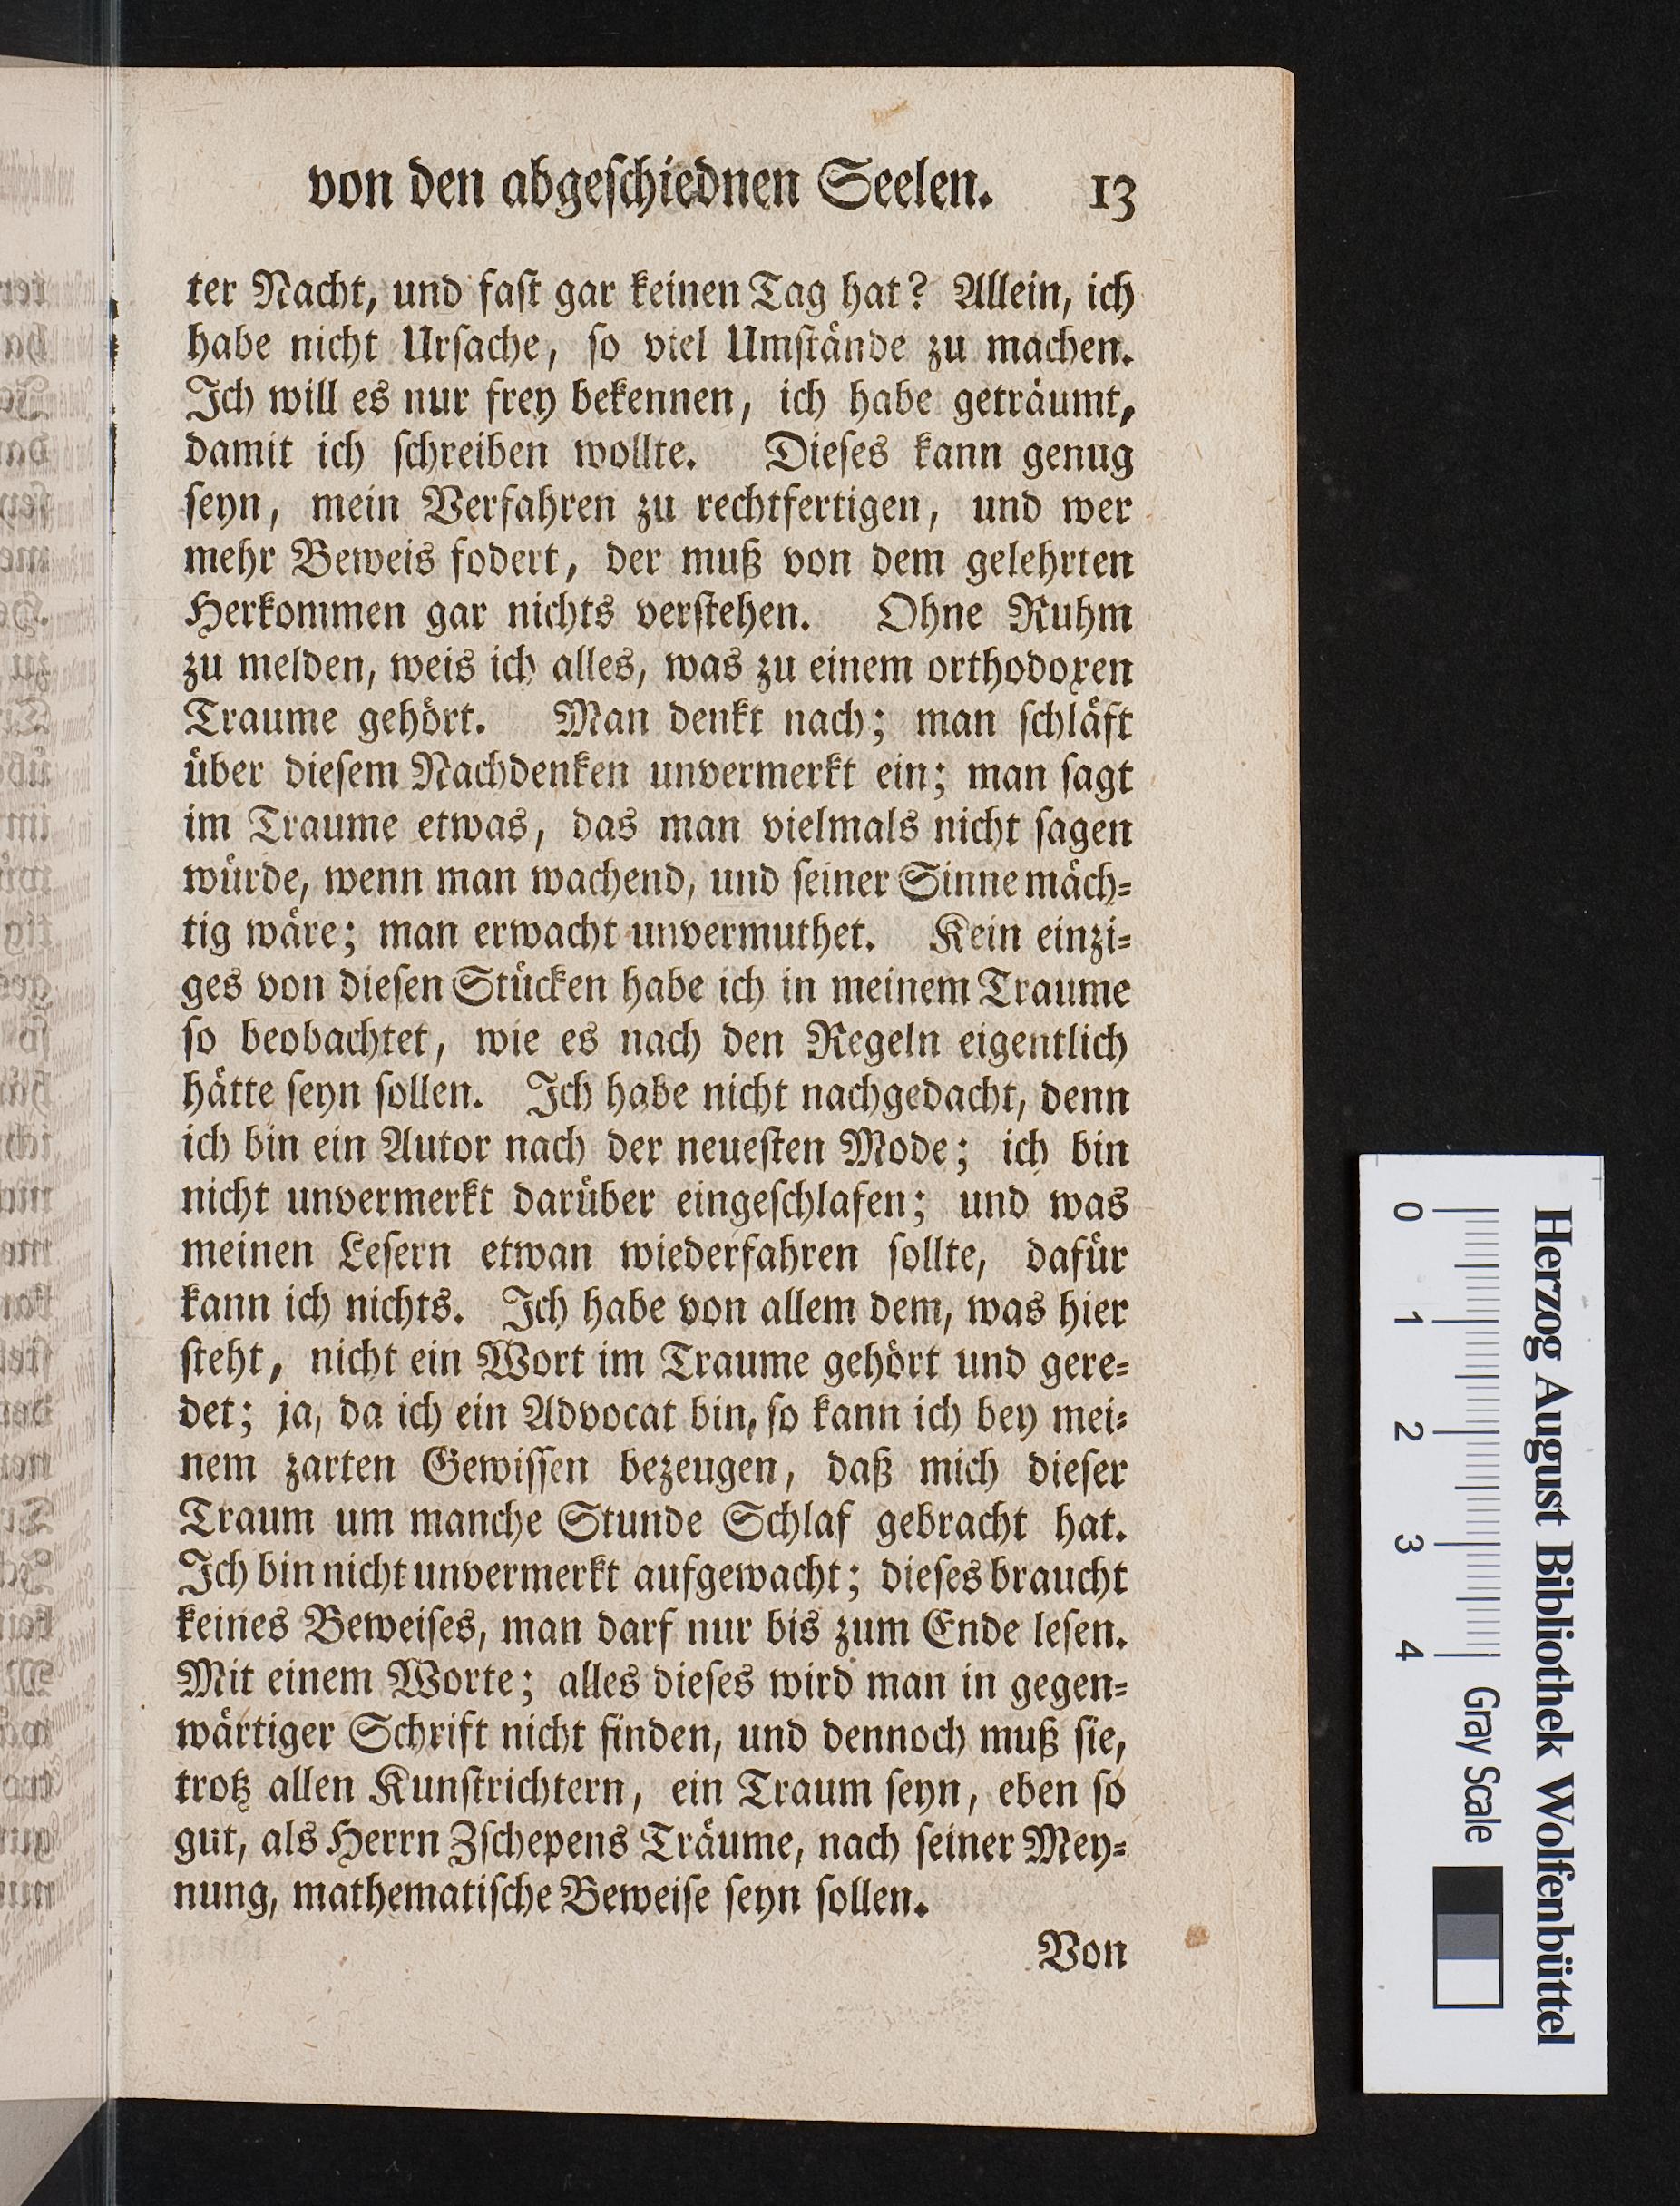 von den abgeſchiednen Seelen. 13
ter Nacht, und faſt gar keinen Tag hat? Allein, ich
habe nicht Urſache, ſo viel Umſtände zu machen.
Ich will es nur frey bekennen, ich habe geträumt,
damit ich ſchreiben wollte. Dieſes kann genug
ſeyn, mein Verfahren zu rechtfertigen, und wer
mehr Beweis fodert, der muß von dem gelehrten
Herkommen gar nichts verſtehen. Ohne Ruhm
zu melden, weis ich alles, was zu einem orthodoxen
Traume gehört. Man denkt nach; man ſchläft
über dieſem Nachdenken unvermerkt ein; man ſagt
im Traume etwas, das man vielmals nicht ſagen
würde, wenn man wachend, und ſeiner Sinne mäch-
tig wäre; man erwacht unvermuthet. Kein einzi-
ges von dieſen Stücken habe ich in meinem Traume
ſo beobachtet, wie es nach den Regeln eigentlich
hätte ſeyn ſollen. Ich habe nicht nachgedacht, denn
ich bin ein Autor nach der neueſten Mode; ich bin
nicht unvermerkt darüber eingeſchlafen; und was
meinen Leſern etwan wiederfahren ſollte, dafür
kann ich nichts. Ich habe von allem dem, was hier
ſteht, nicht ein Wort im Traume gehört und gere-
det; ja, da ich ein Advocat bin, ſo kann ich bey mei-
nem zarten Gewiſſen bezeugen, daß mich dieſer
Traum um manche Stunde Schlaf gebracht hat.
Ich bin nicht unvermerkt aufgewacht; dieſes braucht
keines Beweiſes, man darf nur bis zum Ende leſen.
Mit einem Worte; alles dieſes wird man in gegen-
wärtiger Schrift nicht finden, und dennoch muß ſie,
trotz allen Kunſtrichtern, ein Traum ſeyn, eben ſo
gut, als Herrn Zſchepens Träume, nach ſeiner Mey-
nung, mathematiſche Beweiſe ſeyn ſollen.
Von
Herzog August Bibliothek Wolfenbüttel
0 1 2 3 4 Gray Scale